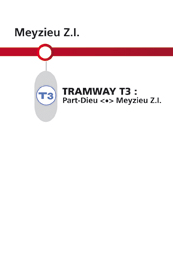 Meyzieu Z.I.
T3
TRAMWAY T3 :
Part-Dieu <•> Meyzieu Z.I.